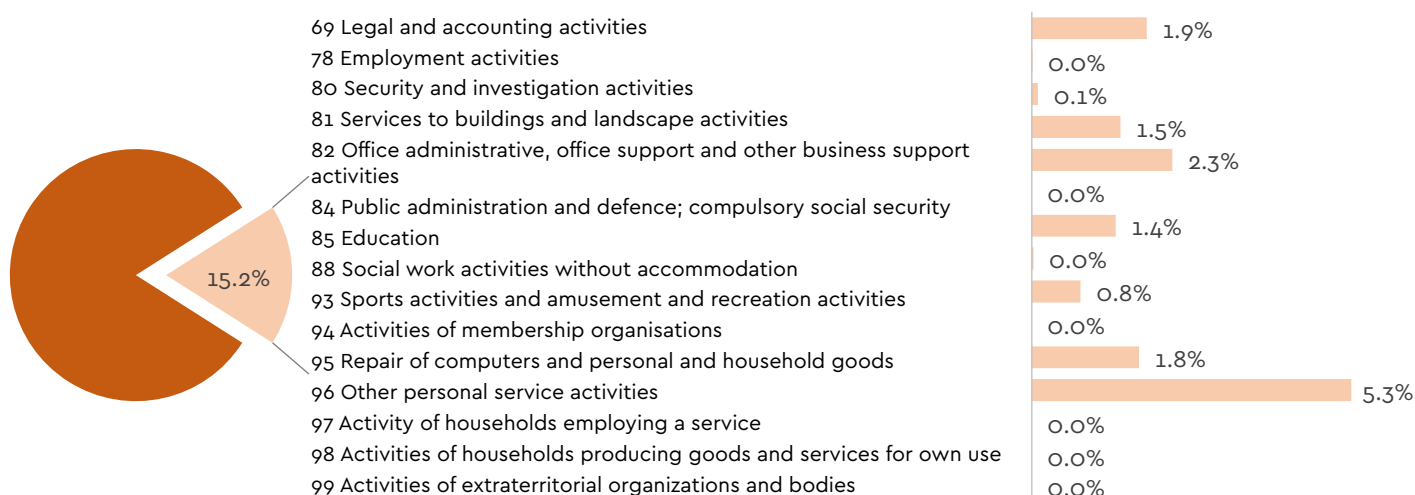 69 Legal and accounting activities
1.9%
78 Employment activities
0.0%
80 Security and investigation activities
0.1%
81 Services to buildings and landscape activities
1.5%
82 Office administrative, office support and other business support
activities
2.3%
84 Public administration and defence; compulsory social security
0.0%
85 Education
1.4%
88 Social work activities without accommodation
0.0%
93 Sports activities and amusement and recreation activities
0.8%
94 Activities of membership organisations
0.0%
95 Repair of computers and personal and household goods
1.8%
96 Other personal service activities
5.3%
97 Activity of households employing a service
0.0%
98 Activities of households producing goods and services for own use
0.0%
99 Activities of extraterritorial organizations and bodies
0.0%
15.2%